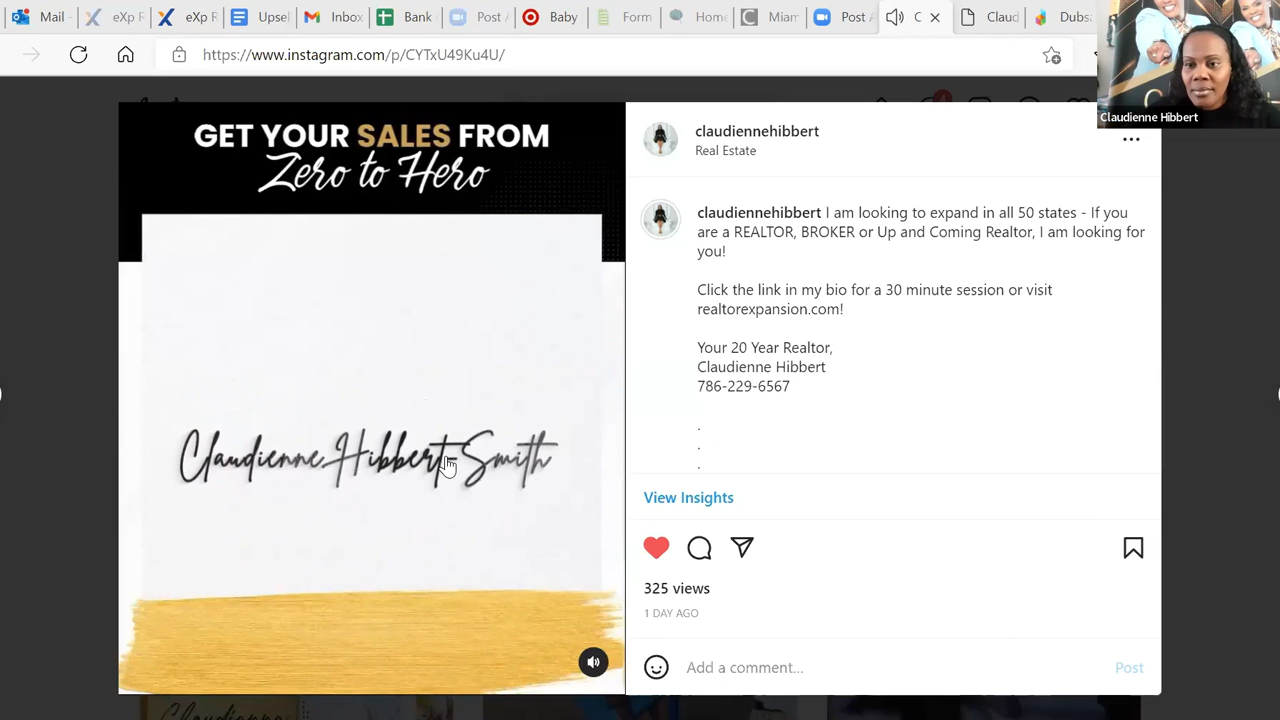 Mail -
eXp R
eXp R
Upsel
Inbox
Bank
Post A
Baby
Form
Home
Miam
Post A
C
Claud
Dubs
https://www.instagram.com/p/CYTxU49Ku4U/
Claudienne Hibbert
GET YOUR SALES FROM
Zero to Hero
Claudienne Hibbert-Smith
claudiennehibbert
Real Estate
claudiennehibbert I am looking to expand in all 50 states - If you
are a REALTOR, BROKER or Up and Coming Realtor, I am looking for
you!
Click the link in my bio for a 30 minute session or visit
realtorexpansion.com!
Your 20 Year Realtor,
Claudienne Hibbert
786-229-6567
.
.
.
View Insights
325 views
1 DAY AGO
Add a comment...
Post